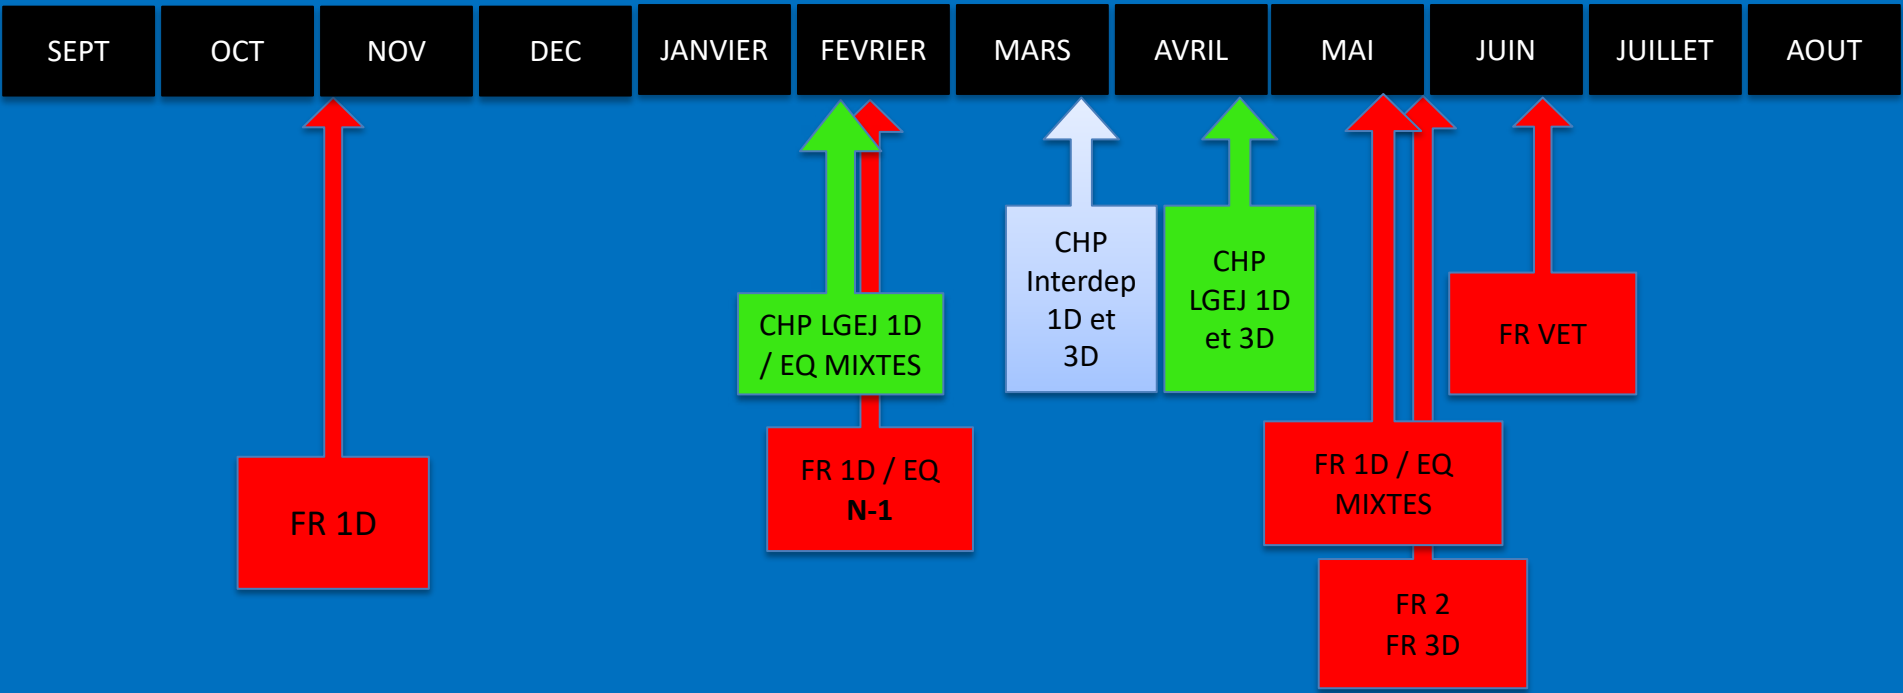 SEPT
OCT
NOV
DEC
JANVIER
FEVRIER
MARS
AVRIL
MAI
JUIN
JUILLET
AOUT
CHP LGEJ 1D
/ EQ MIXTES
CHP
Interdep
1D et
3D
CHP
LGEJ 1D
et 3D
FR VET
FR 1D
FR 1D / EQ
N-1
FR 1D / EQ
MIXTES
FR 2
FR 3D